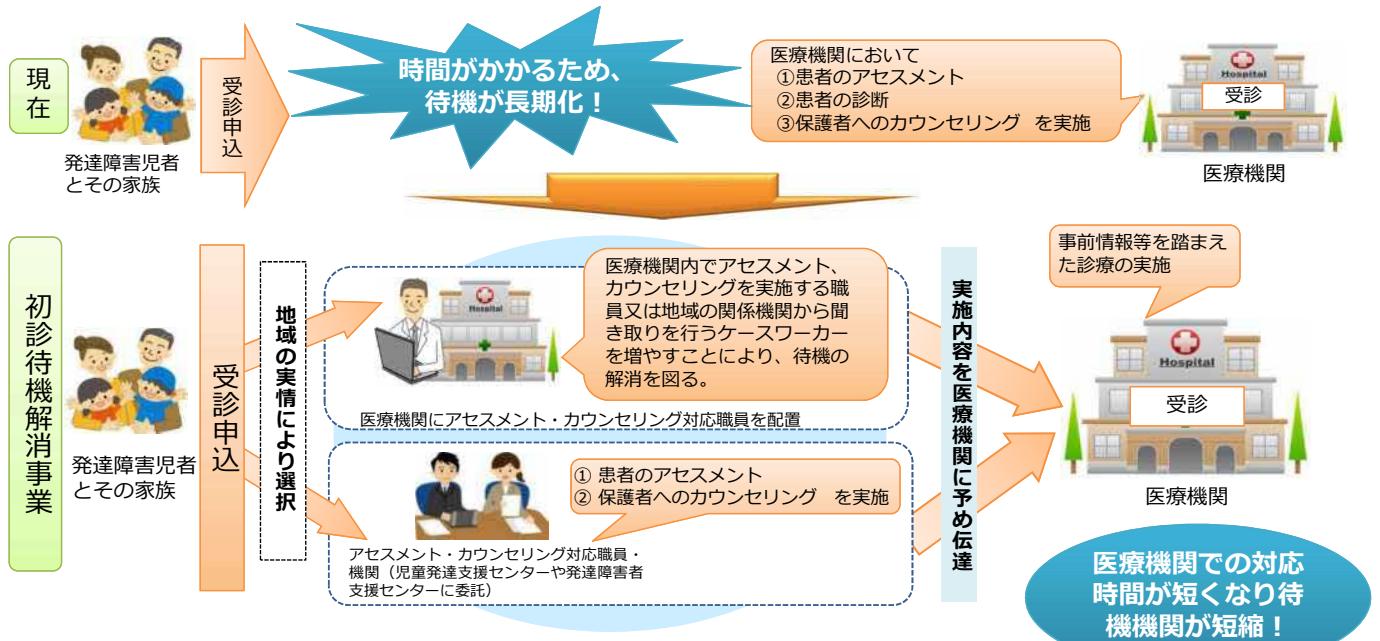 現在
発達障害児者
とその家族
受診申込
時間がかかるため、
待機が長期化！
医療機関において
①患者のアセスメント
②患者の診断
③保護者へのカウンセリング　を実施
Hospital
受診
医療機関
初診待機解消事業
発達障害児者
とその家族
受診申込
地域の実情により選択
医療機関内でアセスメント、
カウンセリングを実施する職
員又は地域の関係機関から聞
き取りを行うケースワーカー
を増やすことにより、待機の
解消を図る。
医療機関にアセスメント・カウンセリング対応職員を配置
① 患者のアセスメント
② 保護者へのカウンセリング　を実施
アセスメント・カウンセリング対応職員・
機関（児童発達支援センターや発達障害者
支援センターに委託）
実施内容を医療機関に予め伝達
事前情報等を踏まえ
た診療の実施
Hospital
受診
医療機関
医療機関での対応
時間が短くなり待
機機関が短縮！